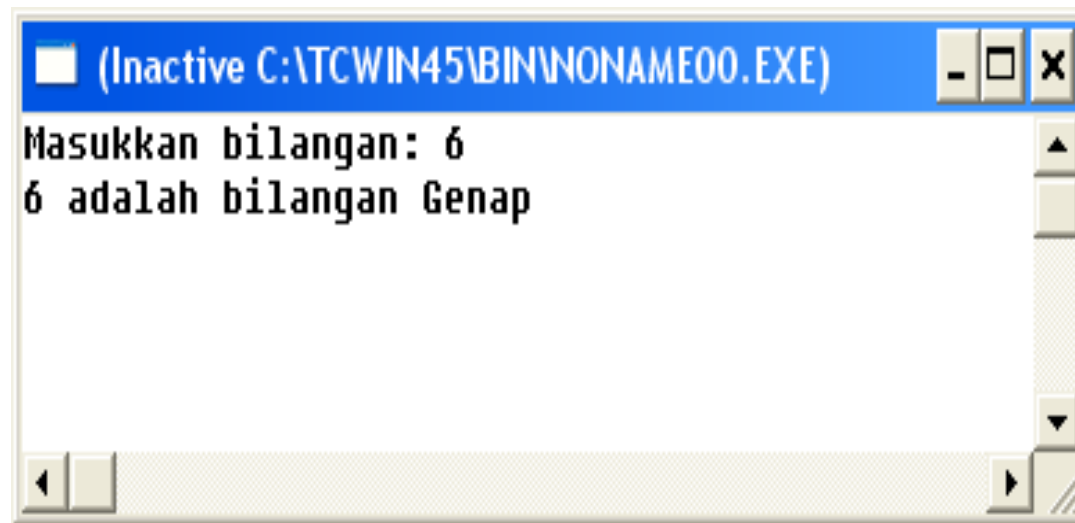 (Inactive C:\TCWIN45\BIN\NONAME00.EXE)
Masukkan bilangan: 6
6 adalah bilangan Genap